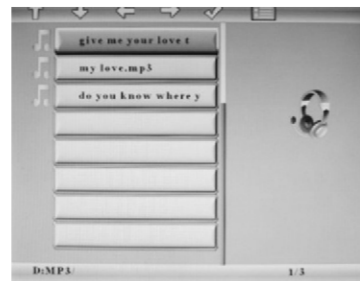 give me your love t
my love.mp3
do you know where y
D:MP3/ 1/3